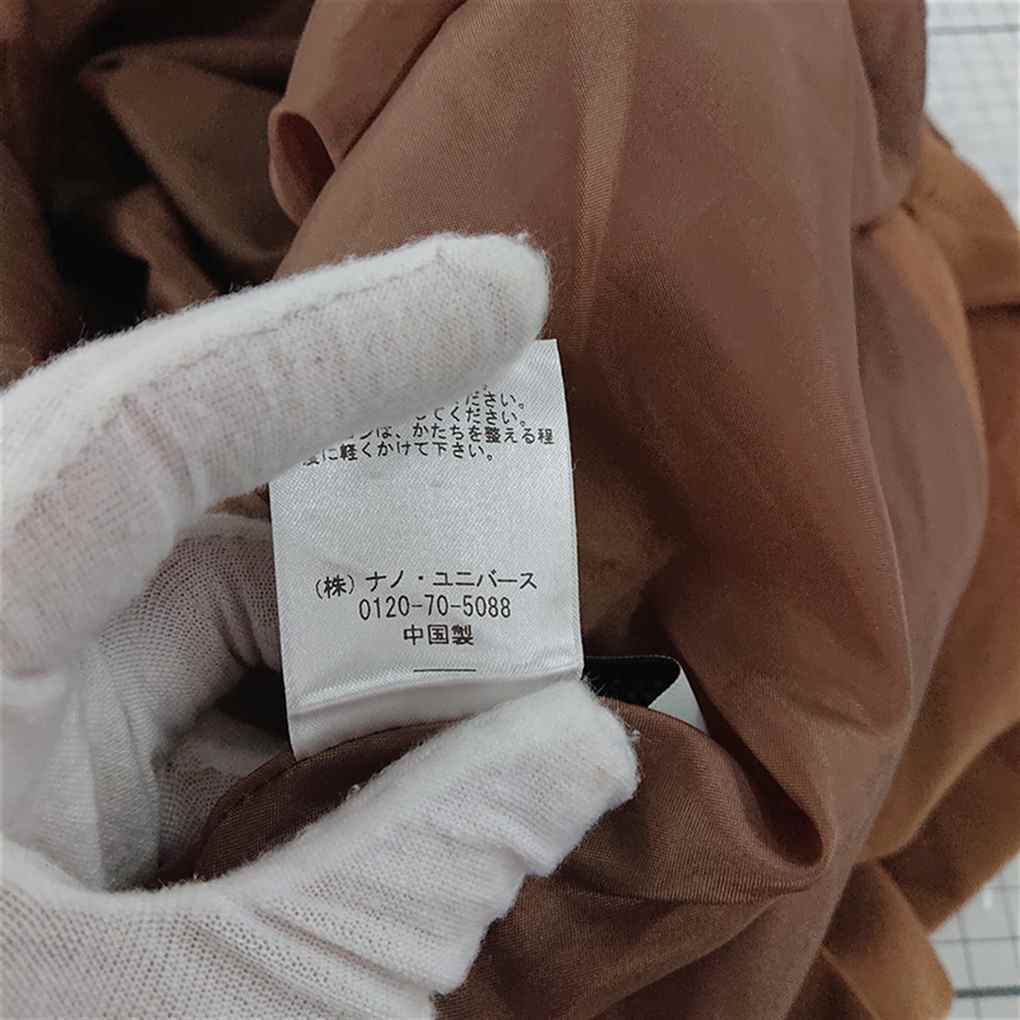 ださい。
してください。
は、かたちを整える程
度に軽くかけて下さい。
(株)ナノ・ユニバース
0120-70-5088
中国製